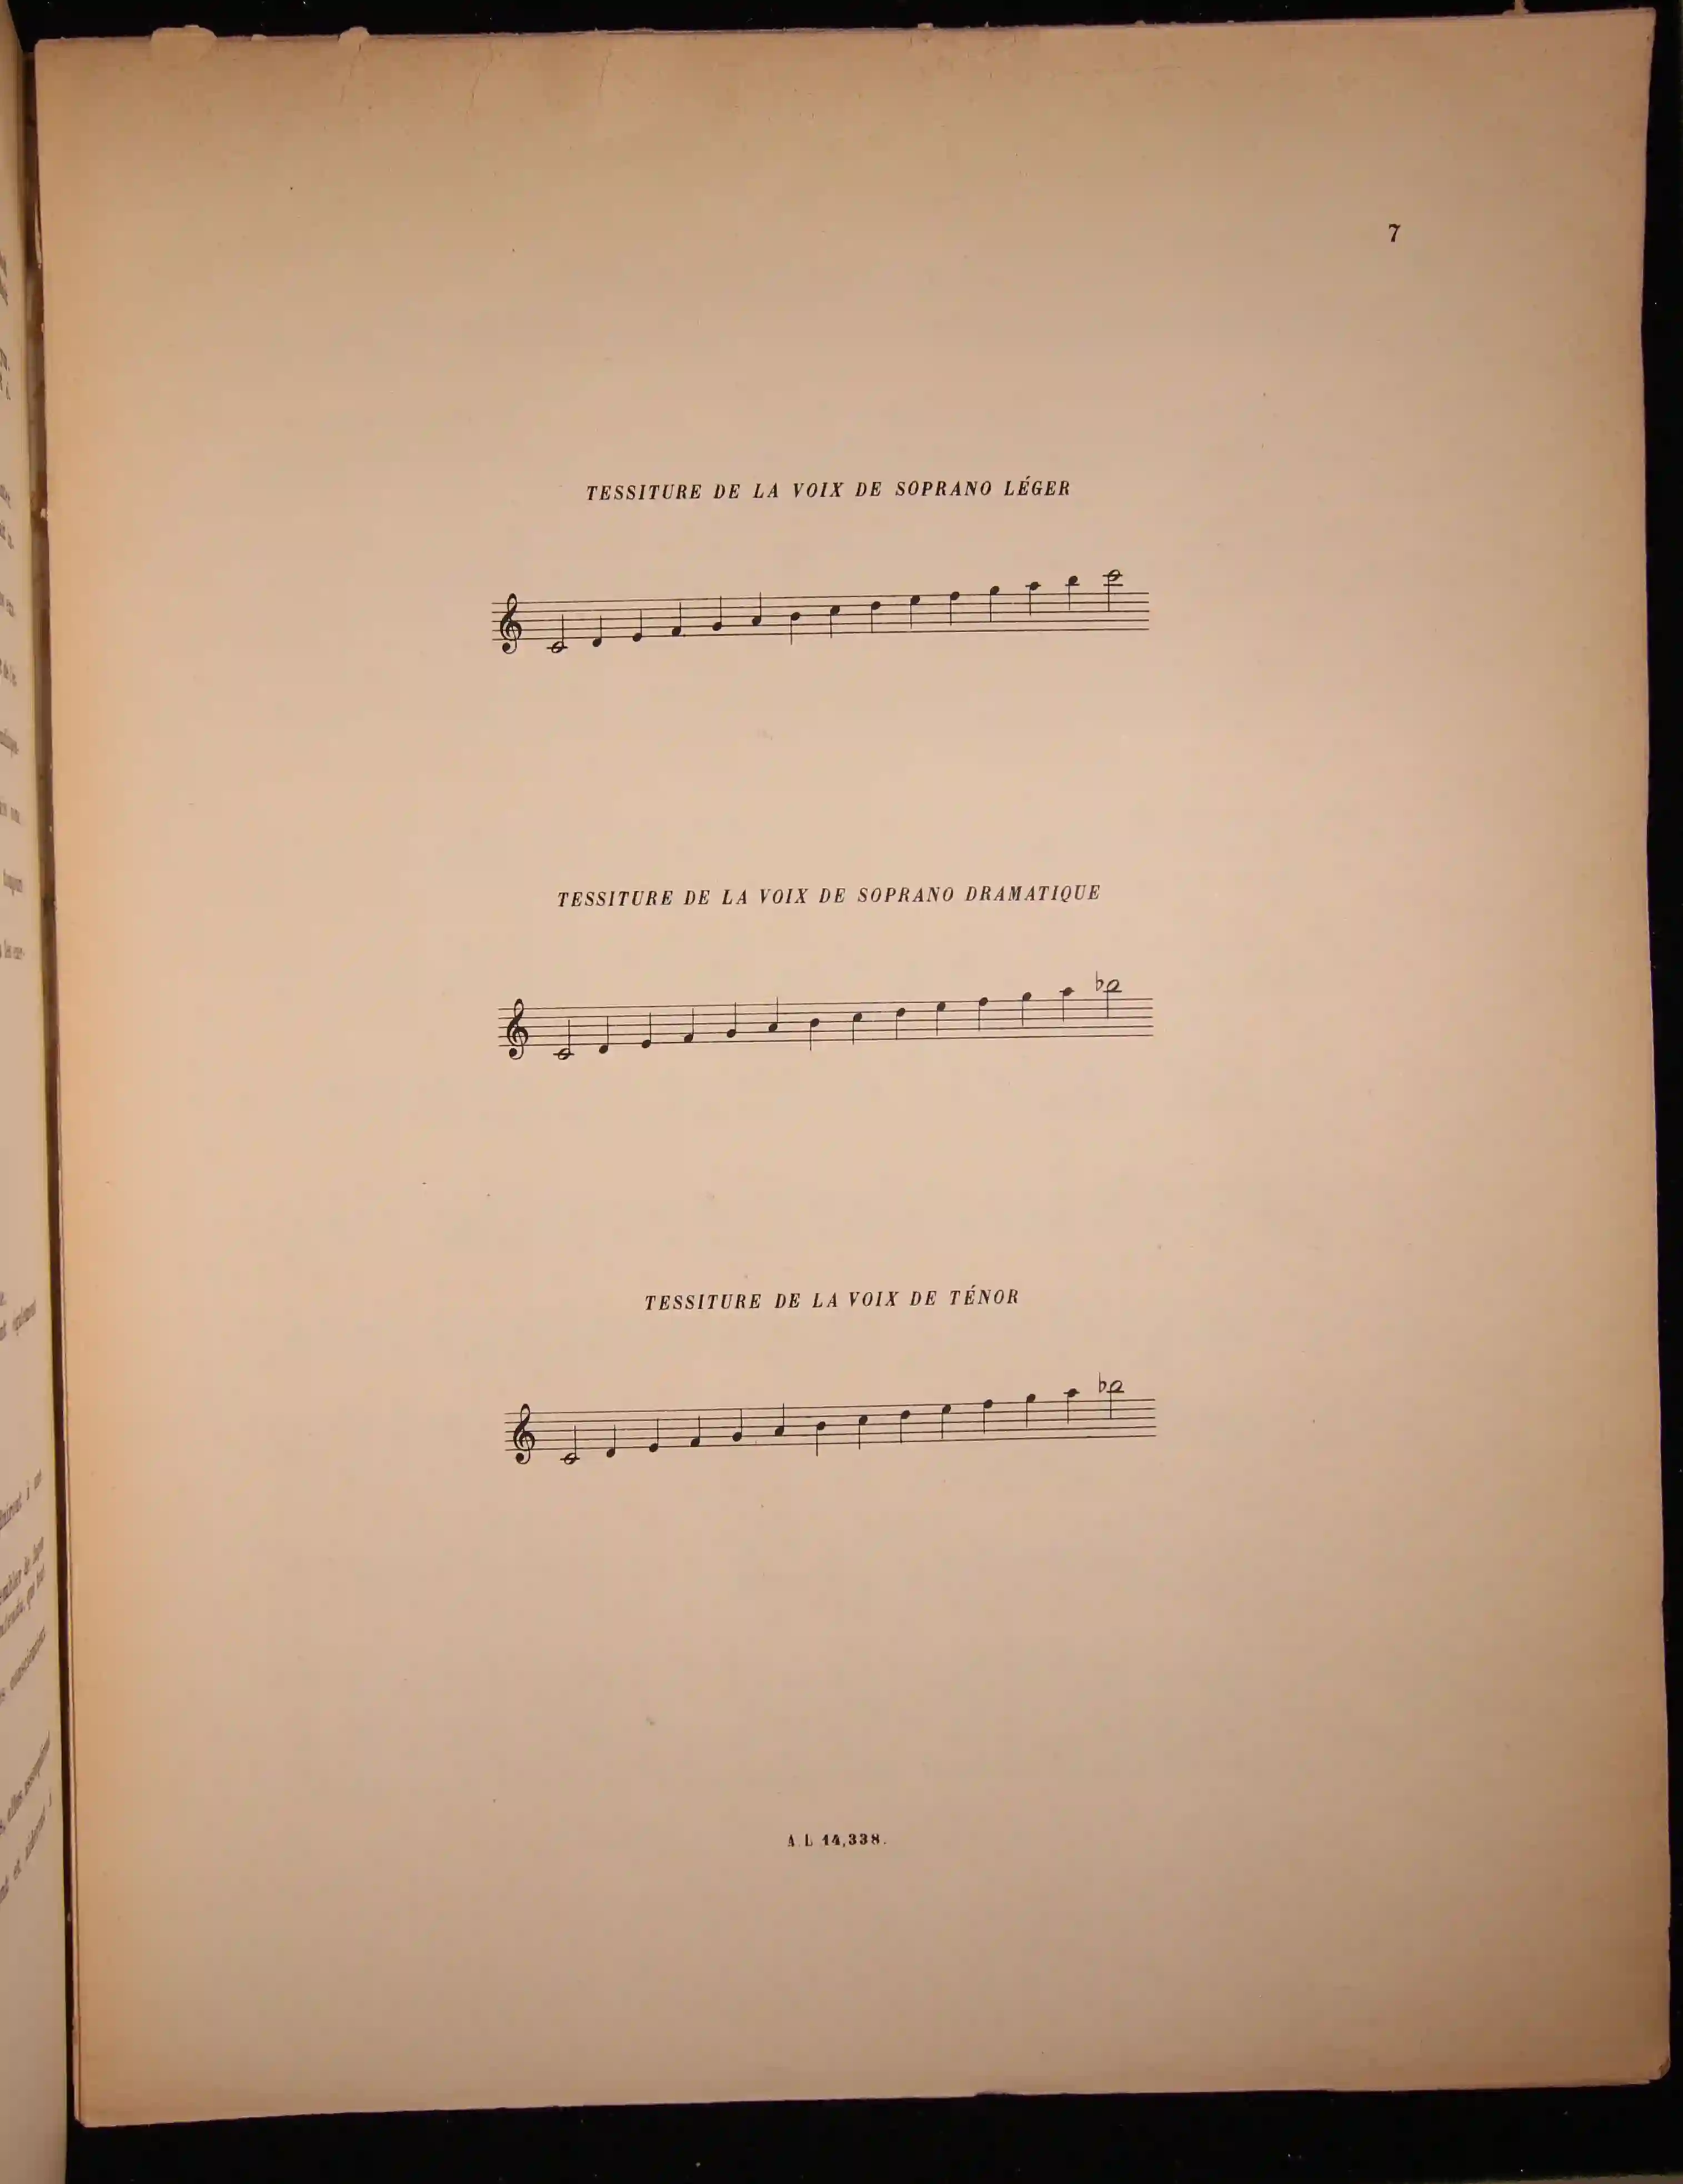 7
TESSITURE DE LA VOIX DE SOPRANO LÉGER
TESSITURE DE LA VOIX DE SOPRANO DRAMATIQUE
TESSITURE DE LA VOIX DE TÉNOR
A. L. 14,338.